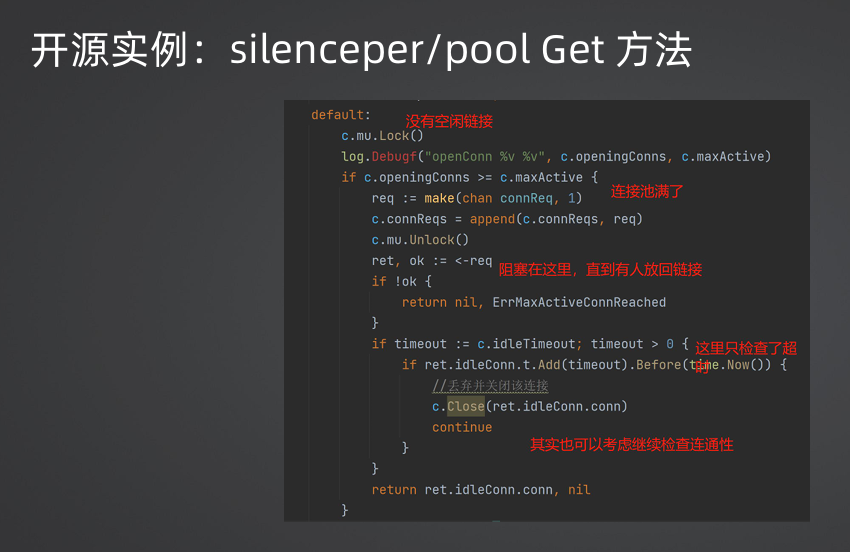 开源实例：silenceper/pool Get 方法
default:
没有空闲链接
c.mu.Lock()
log.Debugf("openConn %v %v", c.openingConns, c.maxActive)
if c.openingConns >= c.maxActive {
连接池满了
req := make(chan connReq, 1)
c.connReqs = append(c.connReqs, req)
c.mu.Unlock()
ret, ok := <-req
阻塞在这里，直到有人放回链接
if !ok {
return nil, ErrMaxActiveConnReached
}
if timeout := c.idleTimeout; timeout > 0 {
这里只检查了超
时
if ret.idleConn.t.Add(timeout).Before(time.Now()) {
//丢弃并关闭该连接
c.Close(ret.idleConn.conn)
continue
其实也可以考虑继续检查连通性
}
}
return ret.idleConn.conn, nil
}